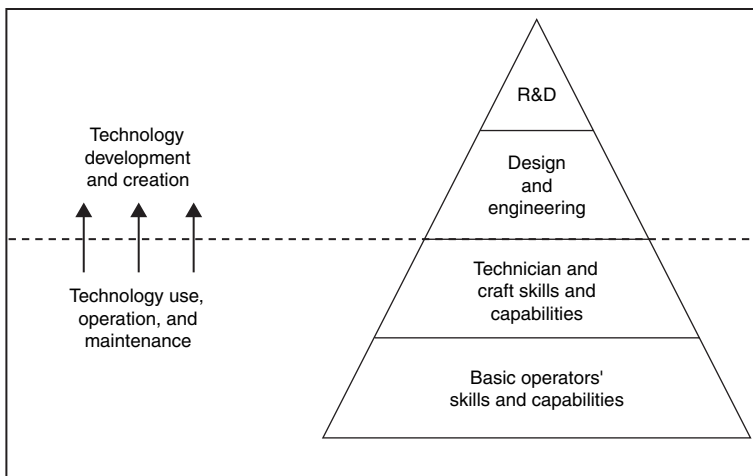 R&D
Technology
development
and creation
Design
and
engineering
Technology use,
operation, and
maintenance
Technician and
craft skills and
capabilities
Basic operators'
skills and capabilities